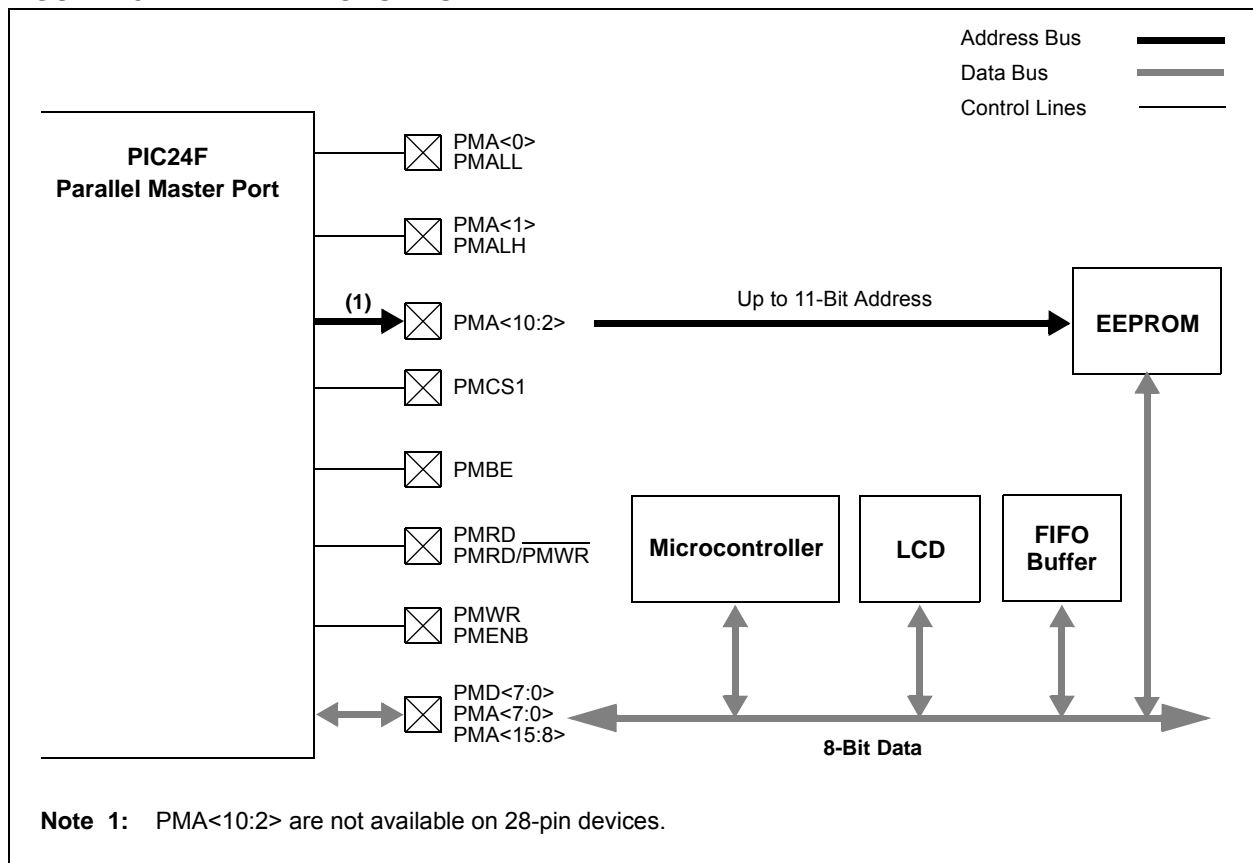 Address Bus
Data Bus
Control Lines
PIC24F
Parallel Master Port
PMA<0>
PMALL
PMA<1>
PMALH
(1)
PMA<10:2>
Up to 11-Bit Address
EEPROM
PMCS1
PMBE
PMRD
PMRD/P̅M̅W̅R̅
Microcontroller
LCD
FIFO
Buffer
PMWR
PMENB
PMD<7:0>
PMA<7:0>
PMA<15:8>
8-Bit Data
Note 1: PMA<10:2> are not available on 28-pin devices.